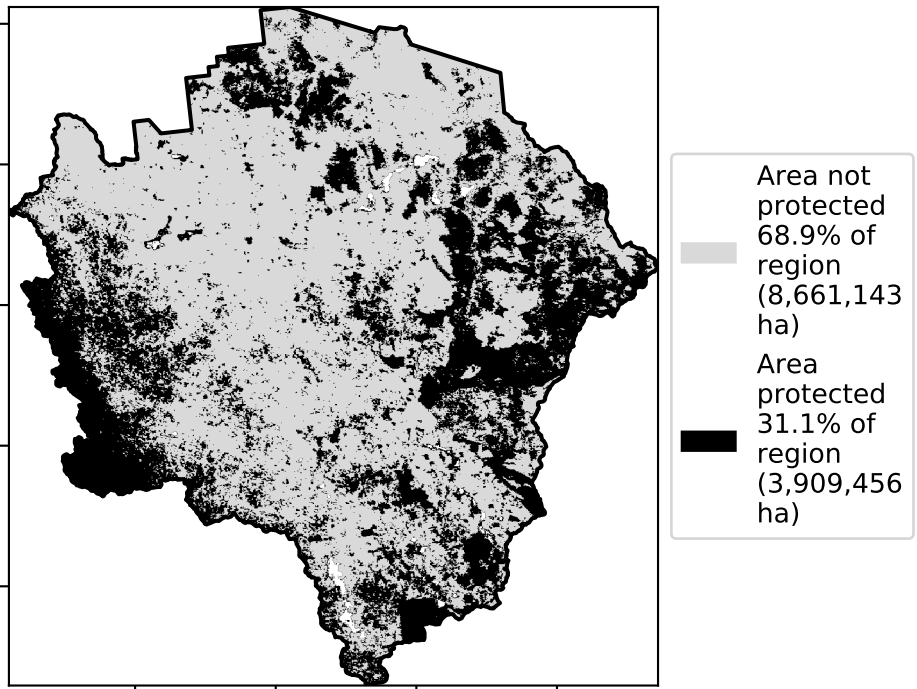 Area not
protected
68.9% of
region
(8,661,143
ha)
Area
protected
31.1% of
region
(3,909,456
ha)